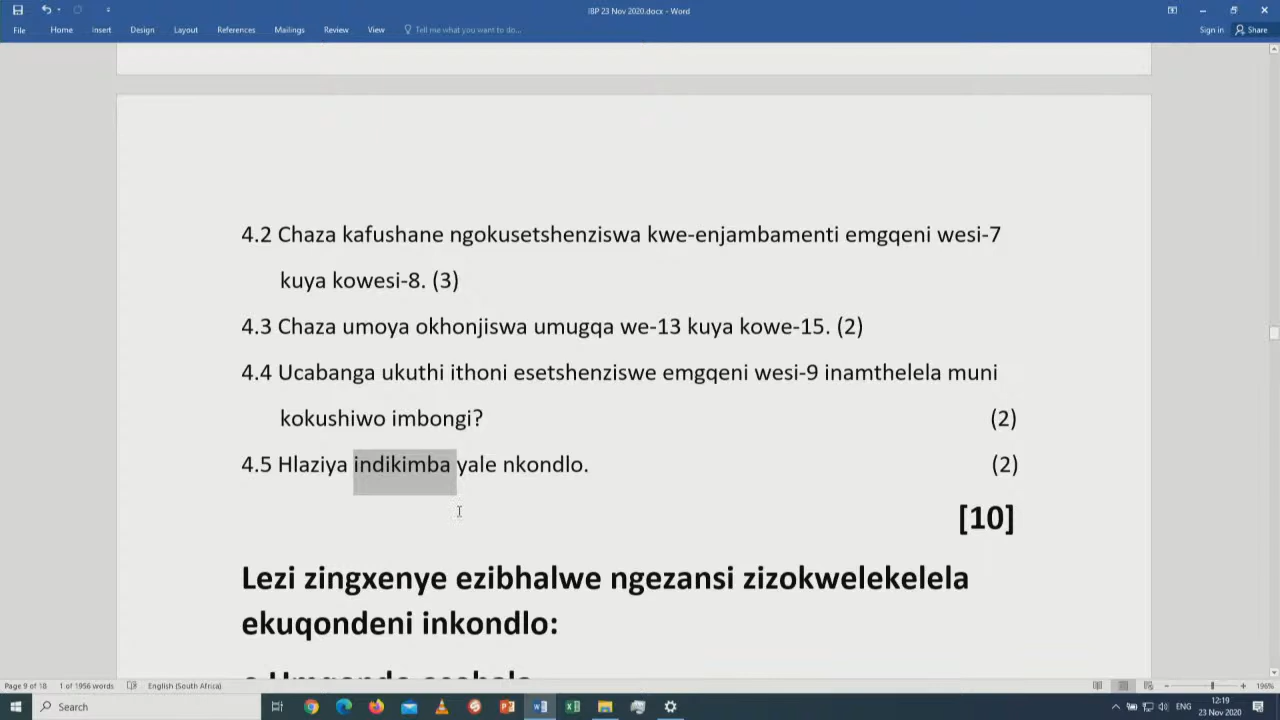 IBP 23 Nov 2020.docx - Word
File Home Insert Design Layout References Mailings Review View Tell me what you want to do... Sign in Share
4.2 Chaza kafushane ngokusetshenziswa kwe-enjambamenti emgqeni wesi-7
kuya kowesi-8. (3)
4.3 Chaza umoya okhonjiswa umugqa we-13 kuya kowe-15. (2)
4.4 Ucabanga ukuthi ithoni esetshenziswe emgqeni wesi-9 inamthelela muni
kokushiwo imbongi? (2)
4.5 Hlaziya indikimba yale nkondlo. (2)
[10]
Lezi zingxenye ezibhalwe ngezansi zizokwelekelela
ekuqondeni inkondlo:
Page 9 of 18 1 of 1956 words English (South Africa) 196%
Search ENG 12:19
23 Nov 2020